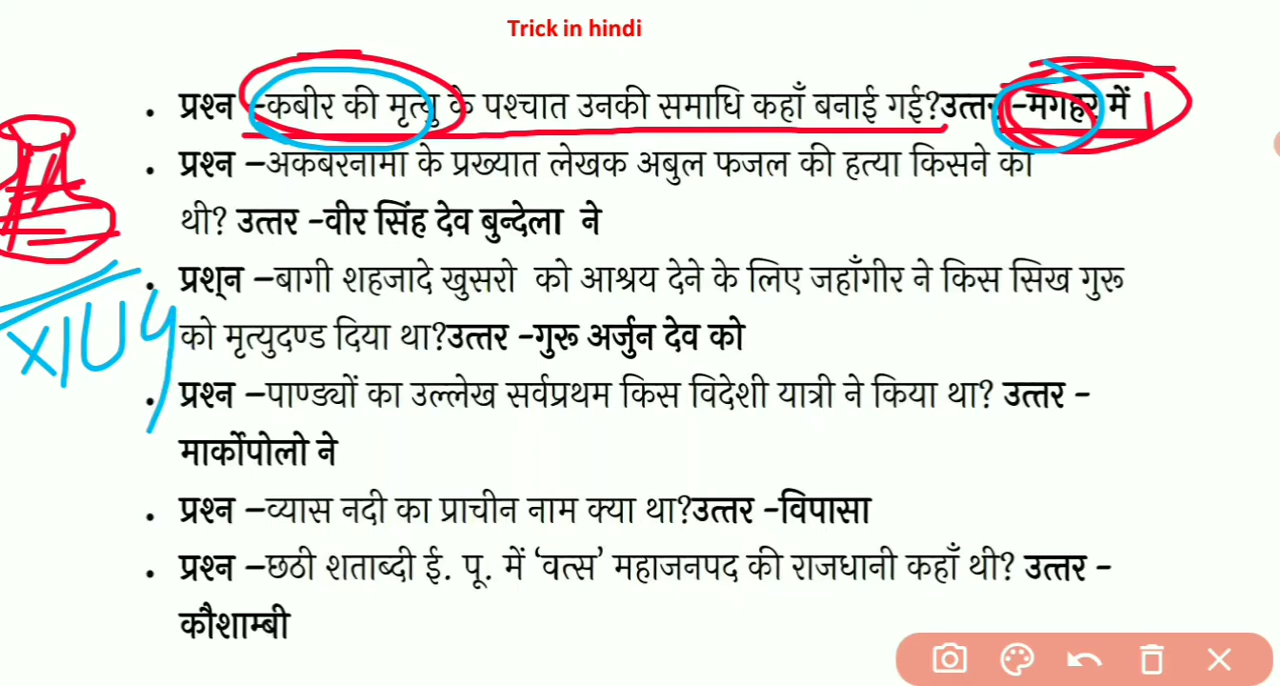 Trick in hindi
• प्रश्न –कबीर की मृत्यु के पश्चात उनकी समाधि कहाँ बनाई गई?उत्तर –मगहर में
• प्रश्न –अकबरनामा के प्रख्यात लेखक अबुल फजल की हत्या किसने की
थी? उत्तर –वीर सिंह देव बुन्देला ने
• प्रश्न –बागी शहजादे खुसरो को आश्रय देने के लिए जहाँगीर ने किस सिख गुरू
को मृत्युदण्ड दिया था?उत्तर –गुरू अर्जुन देव को
• प्रश्न –पाण्ड्यों का उल्लेख सर्वप्रथम किस विदेशी यात्री ने किया था? उत्तर –
मार्कोपोलो ने
• प्रश्न –व्यास नदी का प्राचीन नाम क्या था?उत्तर –विपासा
• प्रश्न –छठी शताब्दी ई. पू. में ‘वत्स’ महाजनपद की राजधानी कहाँ थी? उत्तर –
कौशाम्बी